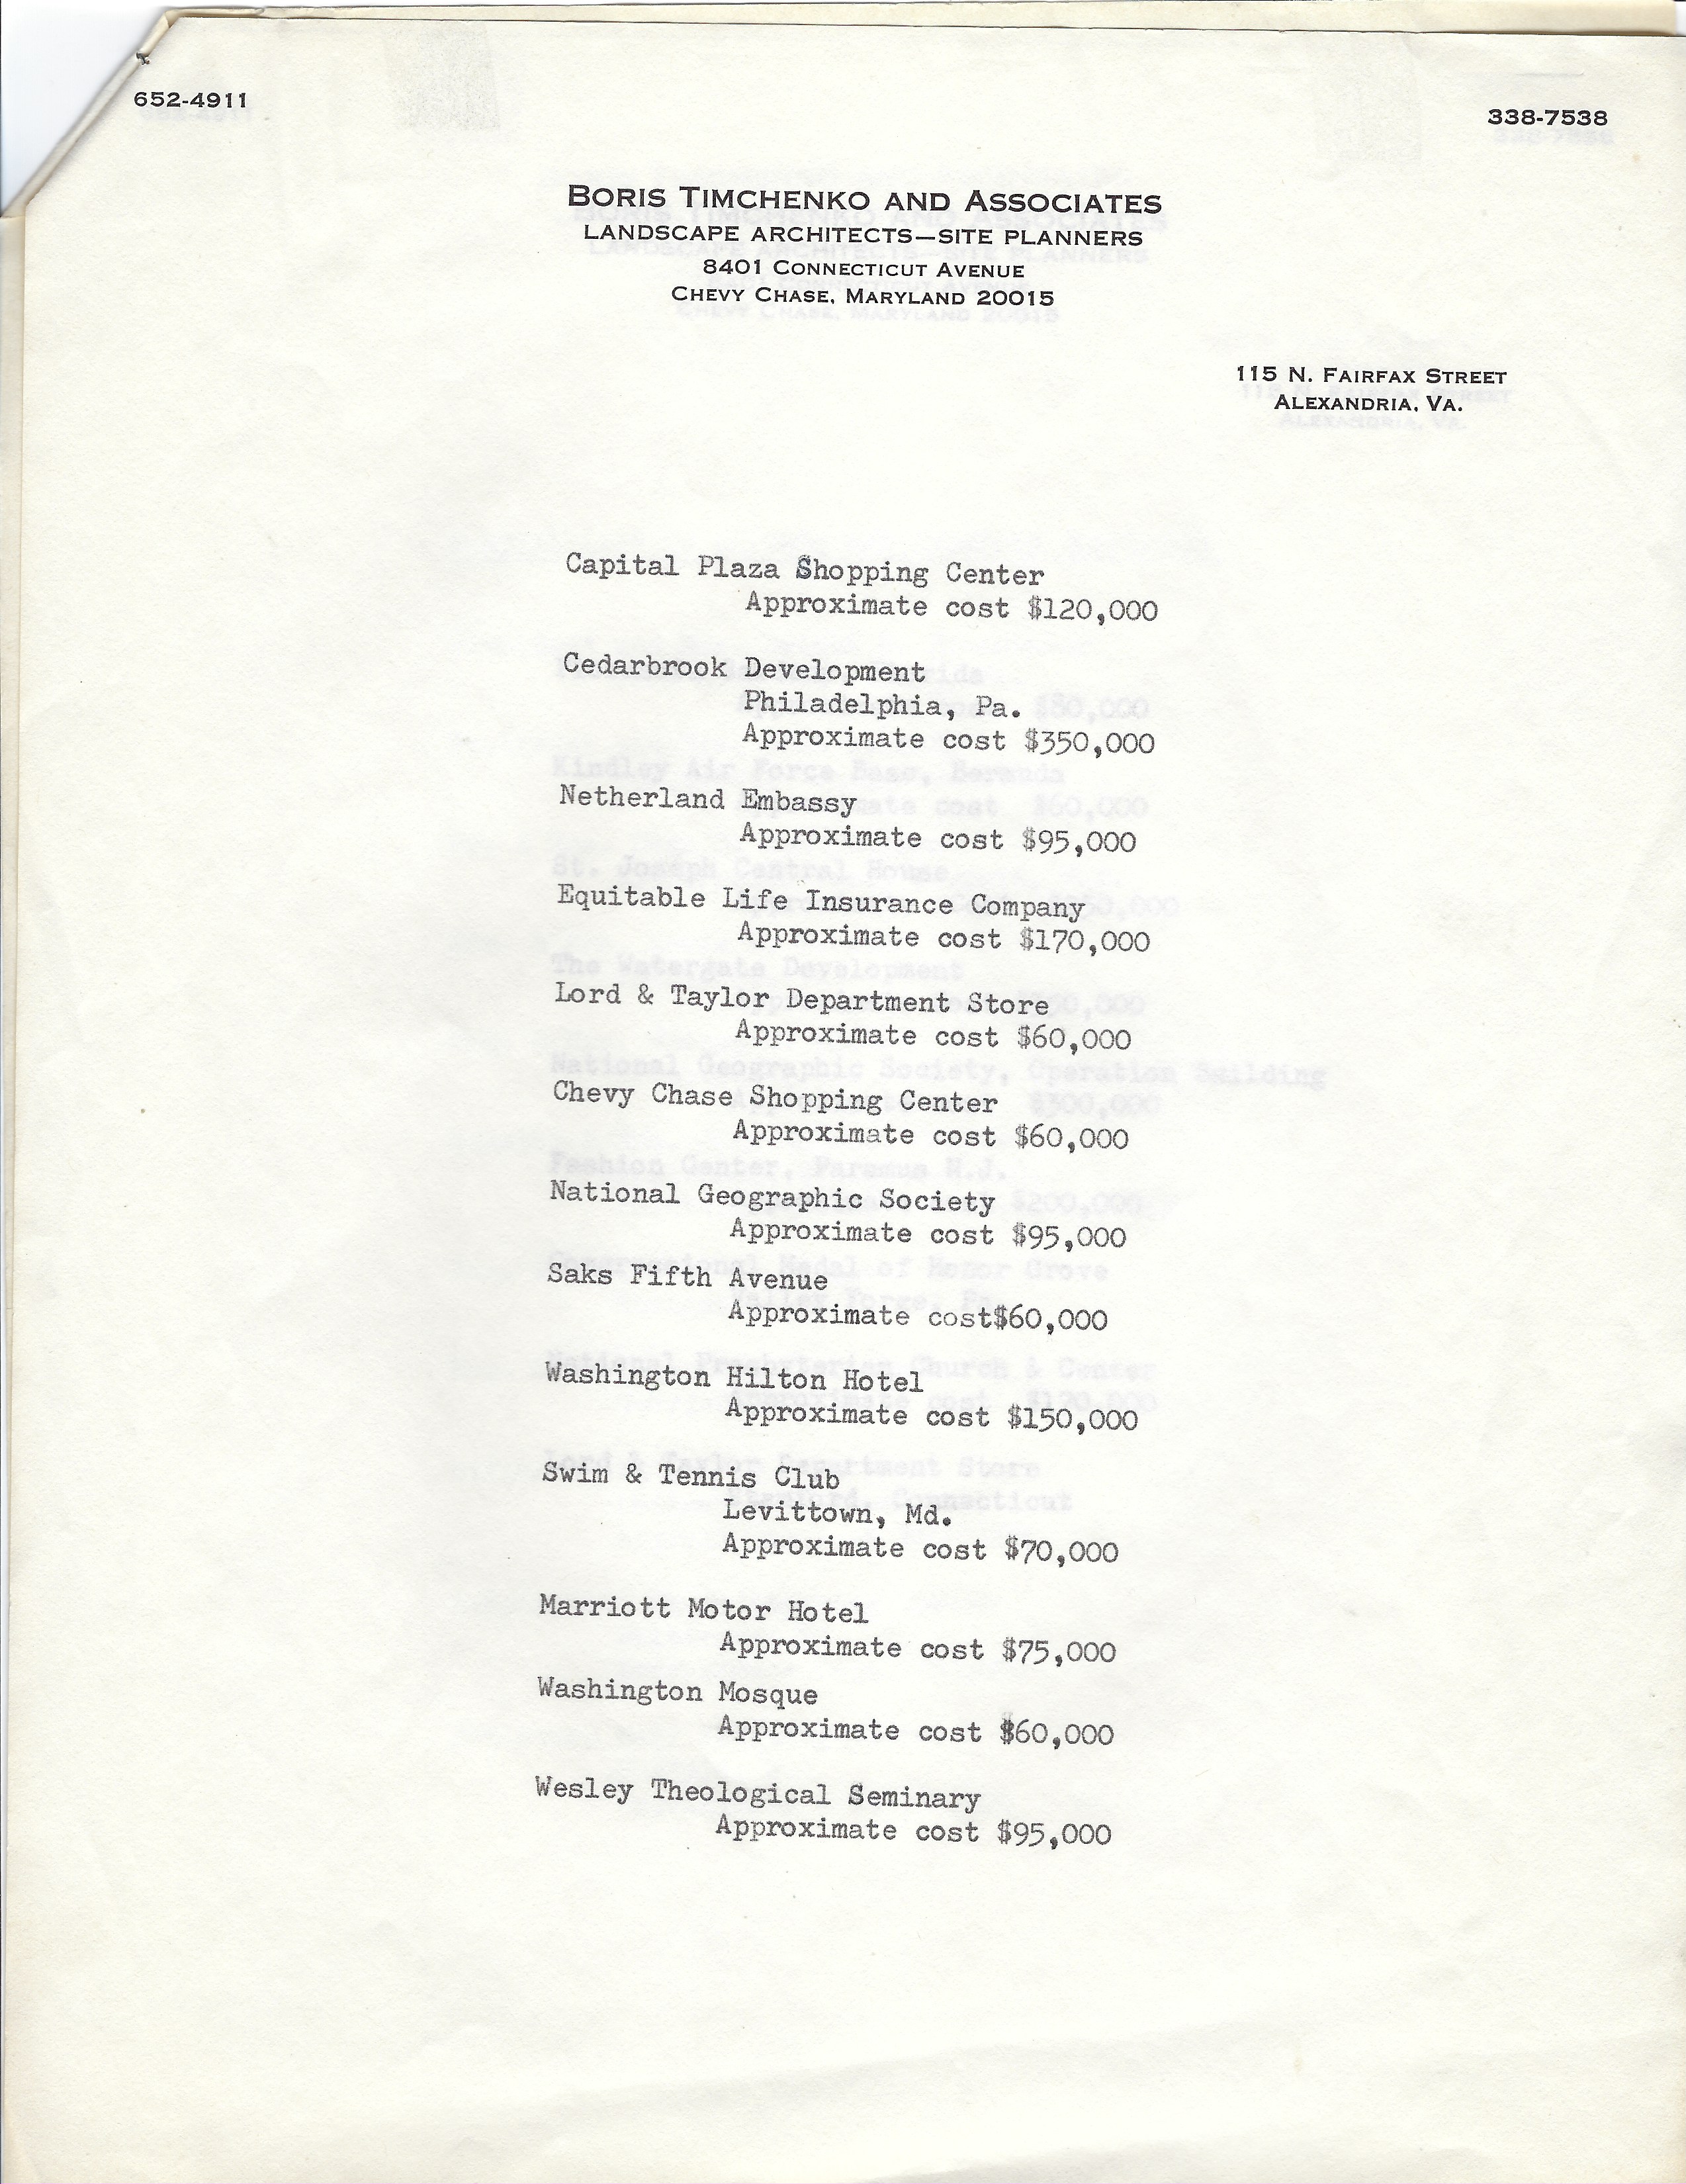 652-4911
338-7538
BORIS TIMCHENKO AND ASSOCIATES
LANDSCAPE ARCHITECTS—SITE PLANNERS
8401 CONNECTICUT AVENUE
CHEVY CHASE, MARYLAND 20015
115 N. FAIRFAX STREET
ALEXANDRIA, VA.
Capital Plaza Shopping Center
Approximate cost $120,000
Cedarbrook Development
Philadelphia, Pa.
Approximate cost $350,000
Netherland Embassy
Approximate cost $95,000
Equitable Life Insurance Company
Approximate cost $170,000
Lord & Taylor Department Store
Approximate cost $60,000
Chevy Chase Shopping Center
Approximate cost $60,000
National Geographic Society
Approximate cost $95,000
Saks Fifth Avenue
Approximate cost$60,000
Washington Hilton Hotel
Approximate cost $150,000
Swim & Tennis Club
Levittown, Md.
Approximate cost $70,000
Marriott Motor Hotel
Approximate cost $75,000
Washington Mosque
Approximate cost $60,000
Wesley Theological Seminary
Approximate cost $95,000